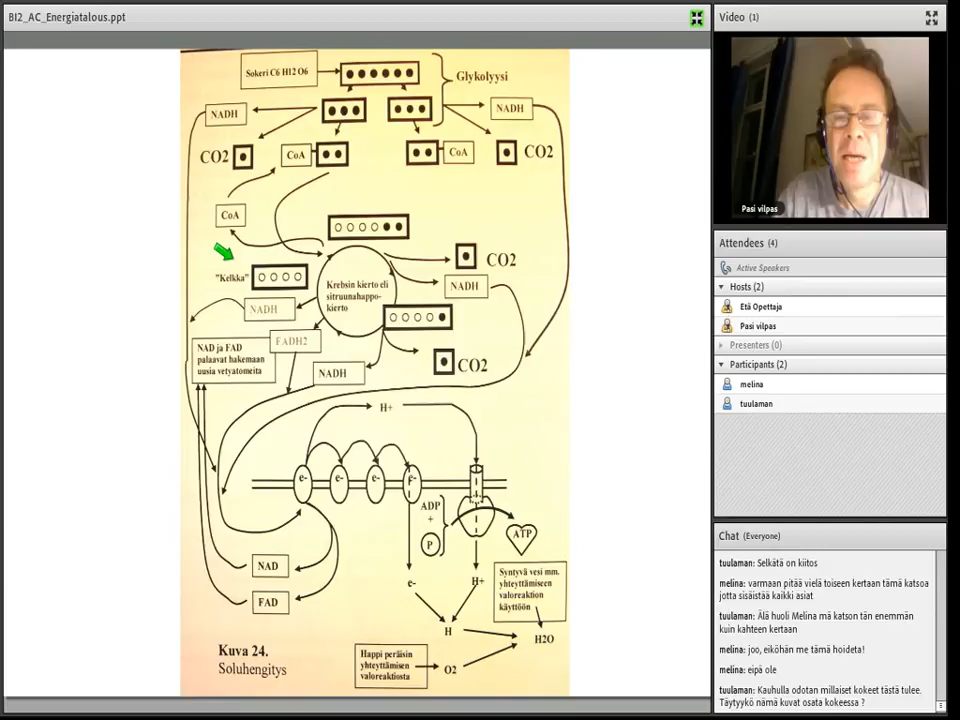 BI2_AC_Energiatalous.ppt
Sokeri C6 H12 O6
Glykolyysi
NADH
NADH
CO2
CoA
CoA
CO2
CoA
CO2
"Kelkka"
Krebsin kierto eli
sitruunahappo-
kierto
NADH
NADH
FADH2
NAD ja FAD
palaavat hakemaan
uusia vetyatomeita
NADH
CO2
H+
e-
e-
e-
e-
ADP
+
P
ATP
NAD
FAD
e-
H+
Syntyvä vesi mm.
yhteyttämiseen
valoreaktion
käyttöön
H
H2O
Kuva 24.
Soluhengitys
Happi peräisin
yhteyttämisen
valoreaktiosta
O2
Video (1)
Pasi vilpas
Attendees (4)
Active Speakers
Hosts (2)
Etä Opettaja
Pasi vilpas
Presenters (0)
Participants (2)
melina
tuulaman
Chat (Everyone)
tuulaman: Selkätä on kiitos
melina: varmaan pitää vielä toiseen kertaan tämä katsoa
jotta sisäistää kaikki asiat
tuulaman: Älä huoli Melina mä katson tän enemmän
kuin kahteen kertaan
melina: joo, eiköhän me tämä hoideta!
melina: eipä ole
tuulaman: Kauhulla odotan millaiset kokeet tästä tulee.
Täytyykö nämä kuvat osata kokeessa ?